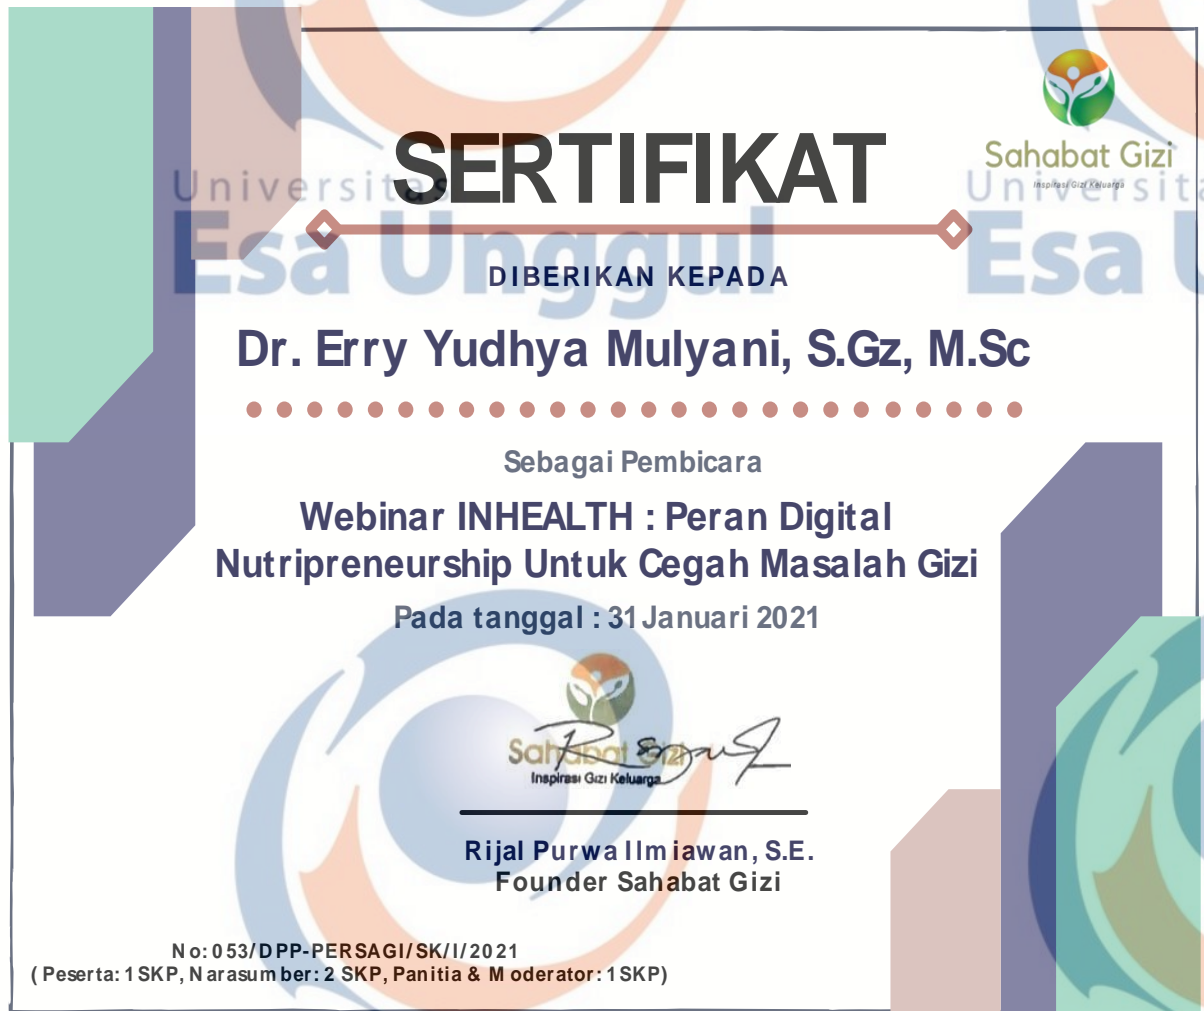 SERTIFIKAT
Sahabat Gizi
Inspirasi Gizi Keluarga
Universitas
Esa Unggul
Universita
Esa U
DIBERIKAN KEPADA
Dr. Erry Yudhya Mulyani, S.Gz, M.Sc
Sebagai Pembicara
Webinar INHEALTH : Peran Digital
Nutripreneurship Untuk Cegah Masalah Gizi
Pada tanggal : 31 Januari 2021
Sahabat Gizi
Inspirasi Gizi Keluarga
Rijal Purwa Ilmiawan, S.E.
Founder Sahabat Gizi
No: 053/DPP-PERSAGI/SK/I/2021
( Peserta: 1 SKP, Narasumber: 2 SKP, Panitia & Moderator: 1 SKP)